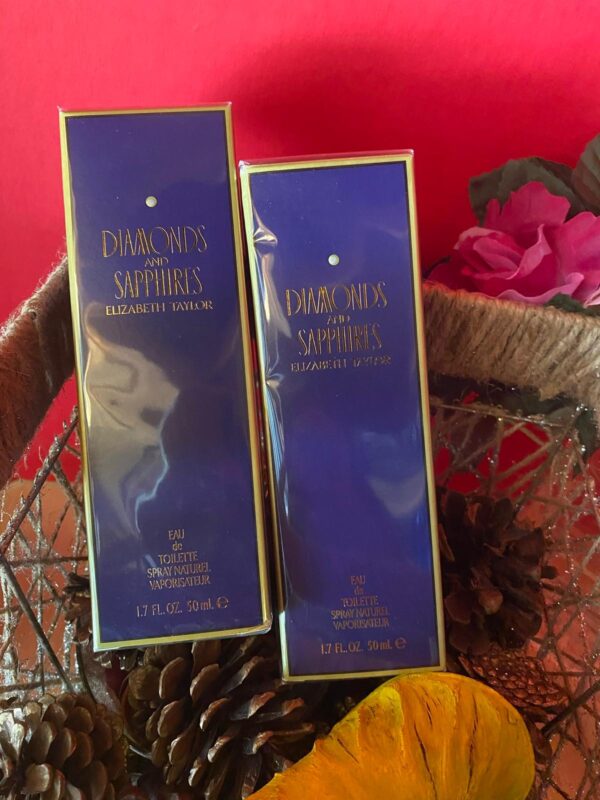 DIAMONDS
AND
SAPPHIRES
ELIZABETH TAYLOR
EAU
de
TOILETTE
SPRAY NATUREL
VAPORISATEUR
1.7 FL. OZ. 50 ml. ℮
DIAMONDS
AND
SAPPHIRES
ELIZABETH TAYLOR
EAU
de
TOILETTE
SPRAY NATUREL
VAPORISATEUR
1.7 FL. OZ. 50 ml. ℮